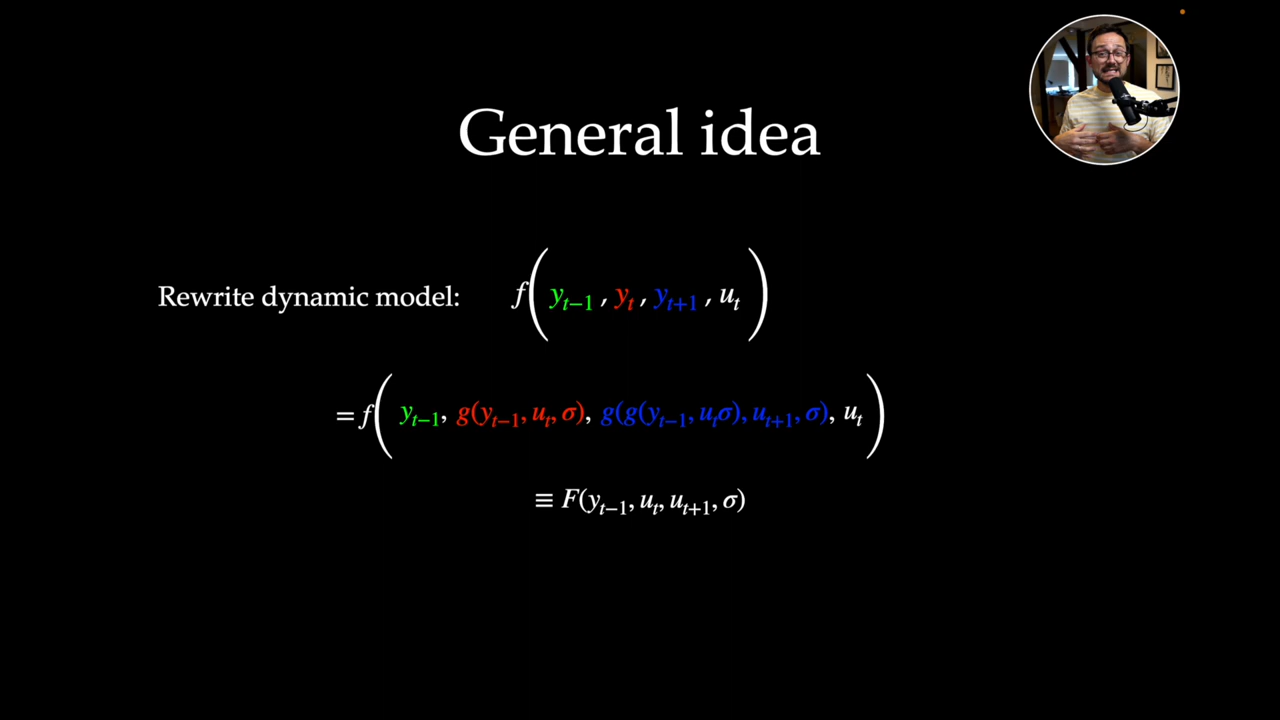 General idea
Rewrite dynamic model: f( y_{t−1} , y_t , y_{t+1} , u_t )
= f( y_{t−1}, g(y_{t−1}, u_t, σ), g(g(y_{t−1}, u_tσ), u_{t+1}, σ), u_t )
≡ F(y_{t−1}, u_t, u_{t+1}, σ)